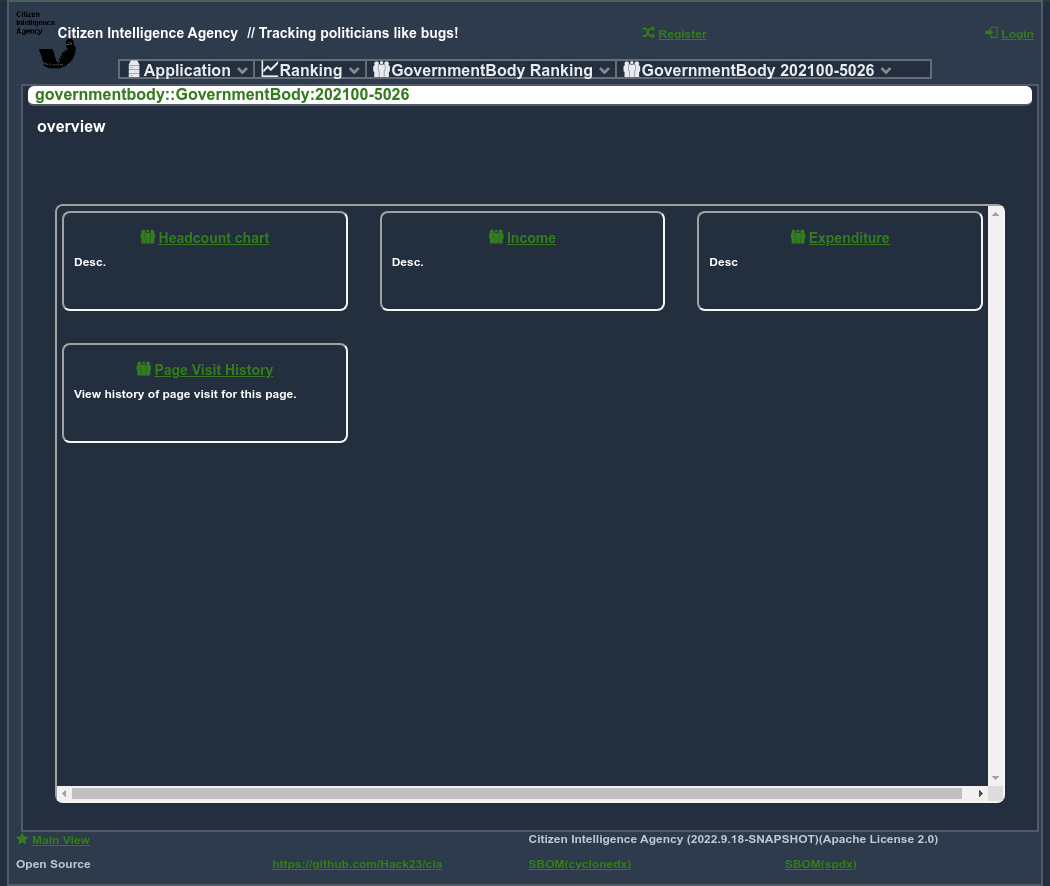 Citizen
Intelligence
Agency
Citizen Intelligence Agency // Tracking politicians like bugs!
Register
Login
Application
Ranking
GovernmentBody Ranking
GovernmentBody 202100-5026
governmentbody::GovernmentBody:202100-5026
overview
Headcount chart
Desc.
Income
Desc.
Expenditure
Desc
Page Visit History
View history of page visit for this page.
Main View
Citizen Intelligence Agency (2022.9.18-SNAPSHOT)(Apache License 2.0)
Open Source
https://github.com/Hack23/cia
SBOM(cyclonedx)
SBOM(spdx)